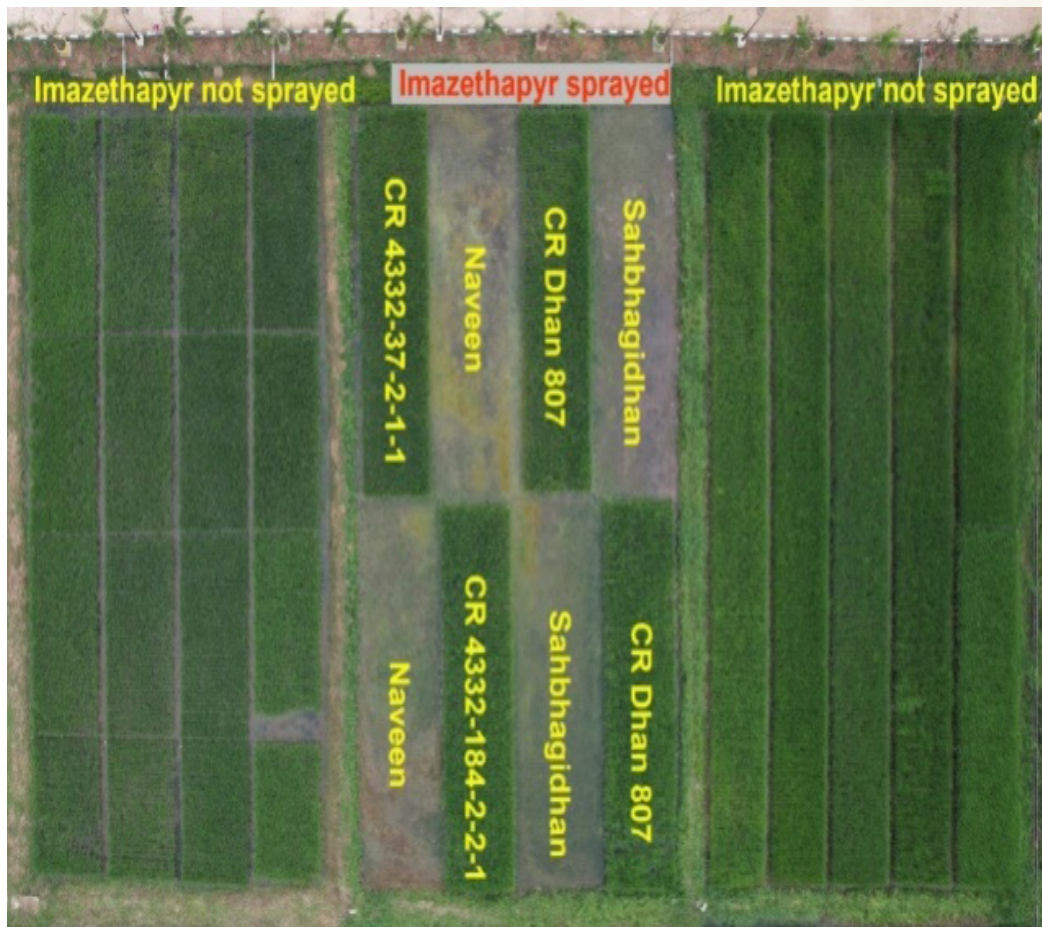 Imazethapyr not sprayed
Imazethapyr sprayed
Imazethapyr not sprayed
CR 4332-37-2-1-1
Naveen
CR Dhan 807
Sahbhagidhan
Naveen
CR 4332-184-2-2-1
Sahbhagidhan
CR Dhan 807